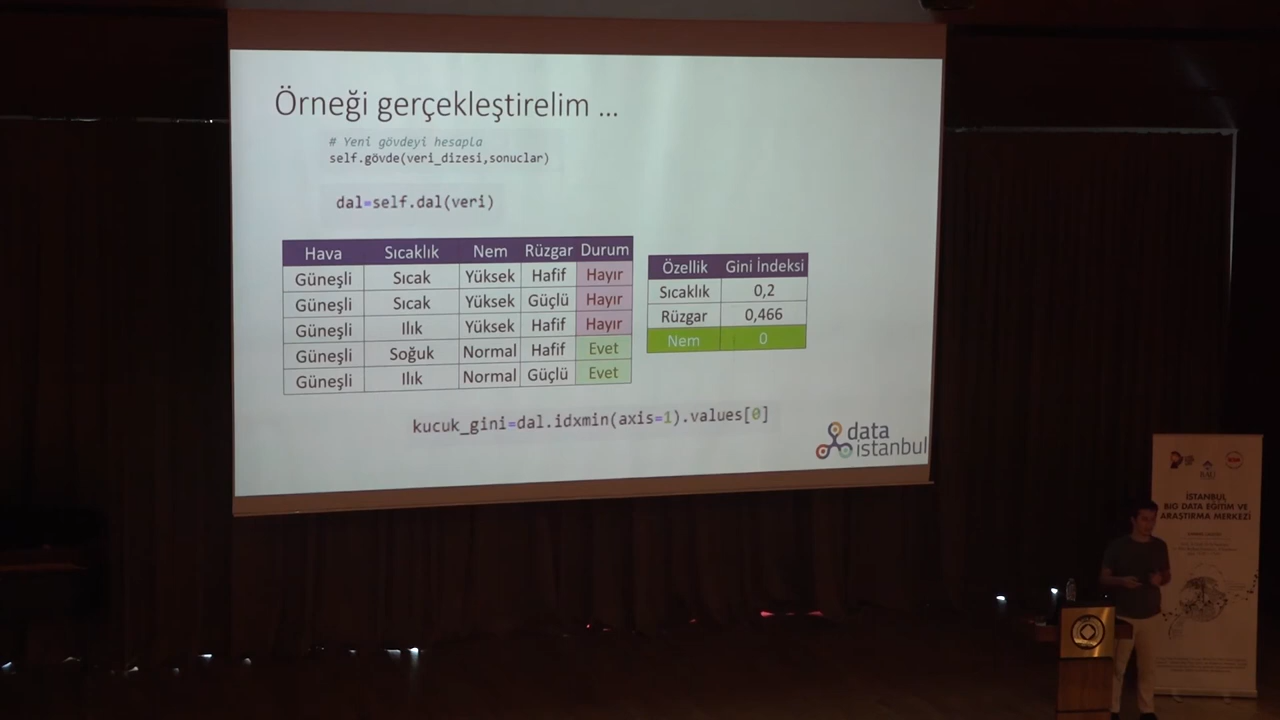 Örneği gerçekleştirelim ...
# Yeni gövdeyi hesapla
self.gövde(veri_dizesi,sonuclar)
dal=self.dal(veri)
Hava Sıcaklık Nem Rüzgar Durum
Güneşli Sıcak Yüksek Hafif Hayır
Güneşli Sıcak Yüksek Güçlü Hayır
Güneşli Ilık Yüksek Hafif Hayır
Güneşli Soğuk Normal Hafif Evet
Güneşli Ilık Normal Güçlü Evet
Özellik Gini İndeksi
Sıcaklık 0,2
Rüzgar 0,466
Nem 0
kucuk_gini=dal.idxmin(axis=1).values[0]
data
istanbul
BAU
İSTANBUL
BIG DATA EĞİTİM VE
ARAŞTIRMA MERKEZİ